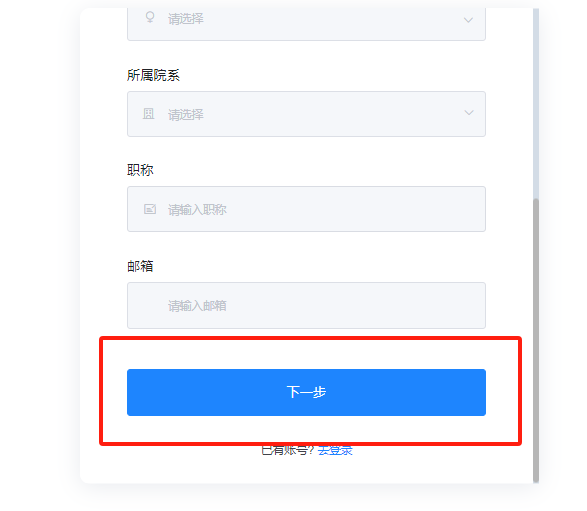 请选择
所属院系
请选择
职称
请输入职称
邮箱
请输入邮箱
下一步
已有账号? 去登录